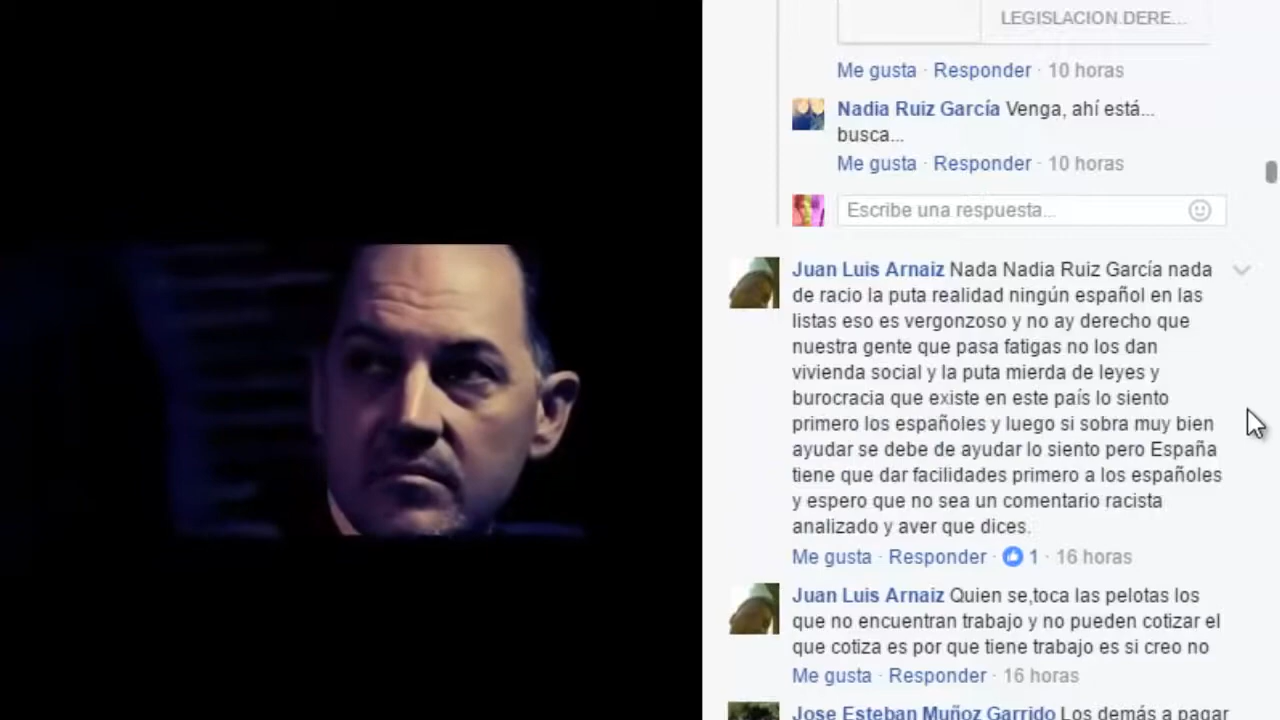 LEGISLACION.DERE...
Me gusta · Responder · 10 horas
Nadia Ruiz García Venga, ahí está...
busca...
Me gusta · Responder · 10 horas
Escribe una respuesta...
Juan Luis Arnaiz Nada Nadia Ruiz García nada
de racio la puta realidad ningún español en las
listas eso es vergonzoso y no ay derecho que
nuestra gente que pasa fatigas no los dan
vivienda social y la puta mierda de leyes y
burocracia que existe en este país lo siento
primero los españoles y luego si sobra muy bien
ayudar se debe de ayudar lo siento pero España
tiene que dar facilidades primero a los españoles
y espero que no sea un comentario racista
analizado y aver que dices.
Me gusta · Responder · 1 · 16 horas
Juan Luis Arnaiz Quien se,toca las pelotas los
que no encuentran trabajo y no pueden cotizar el
que cotiza es por que tiene trabajo es si creo no
Me gusta · Responder · 16 horas
Jose Esteban Muñoz Garrido Los demás a pagar